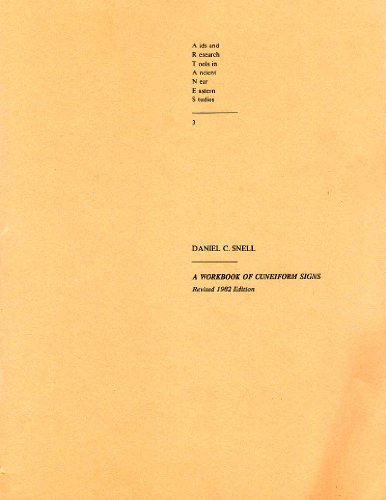 A ids and
R esearch
T ools in
A ncient
N ear
E astern
S tudies
3
DANIEL C. SNELL
A WORKBOOK OF CUNEIFORM SIGNS
Revised 1982 Edition